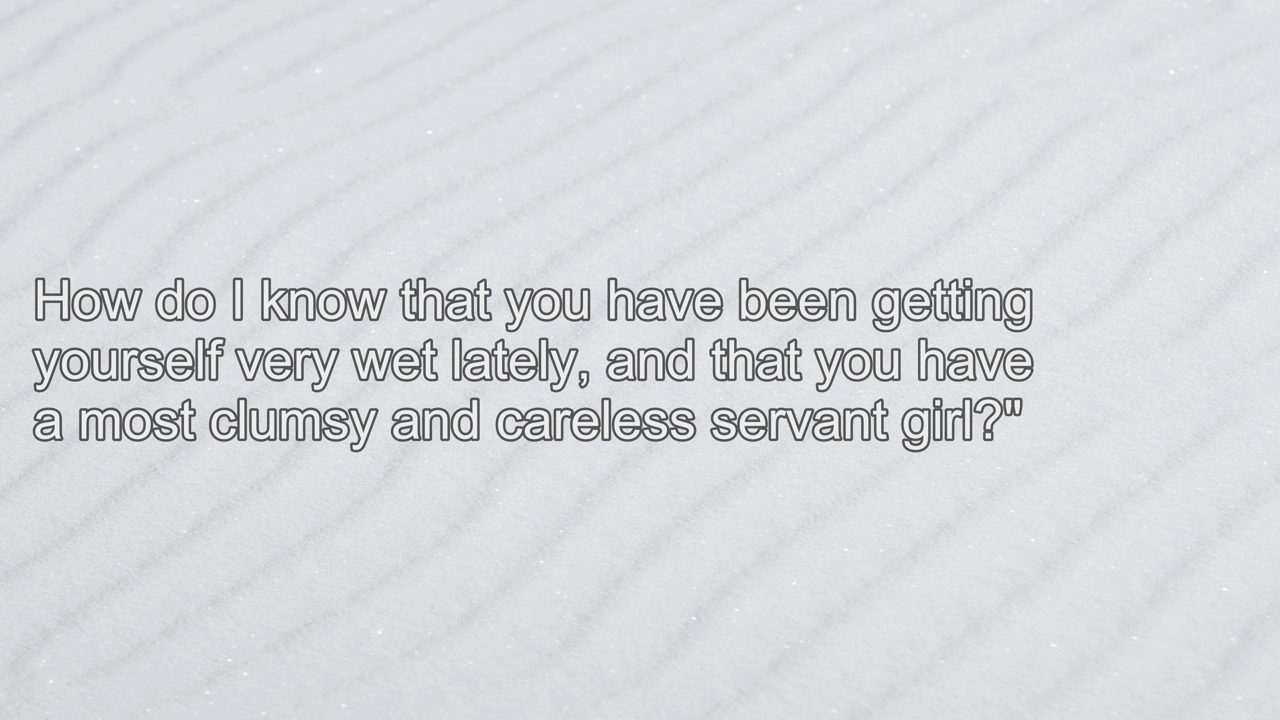 How do I know that you have been getting
yourself very wet lately, and that you have
a most clumsy and careless servant girl?"